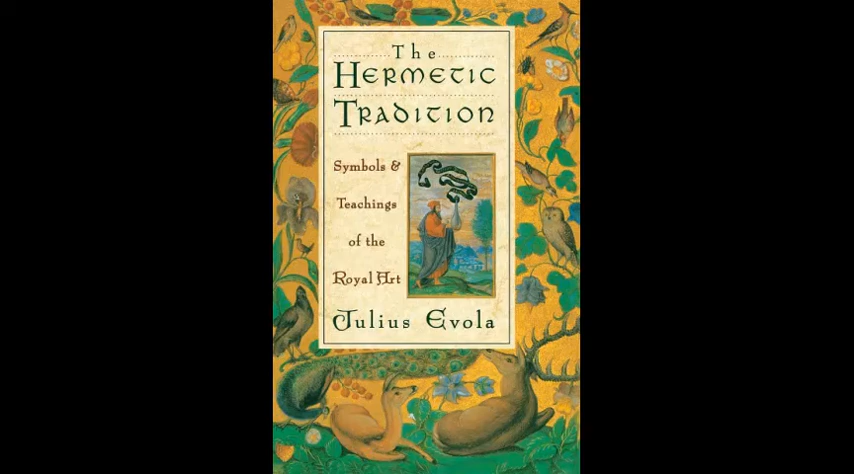 The
Hermetic
Tradition
Symbols &
Teachings
of the
Royal Art
Julius Evola